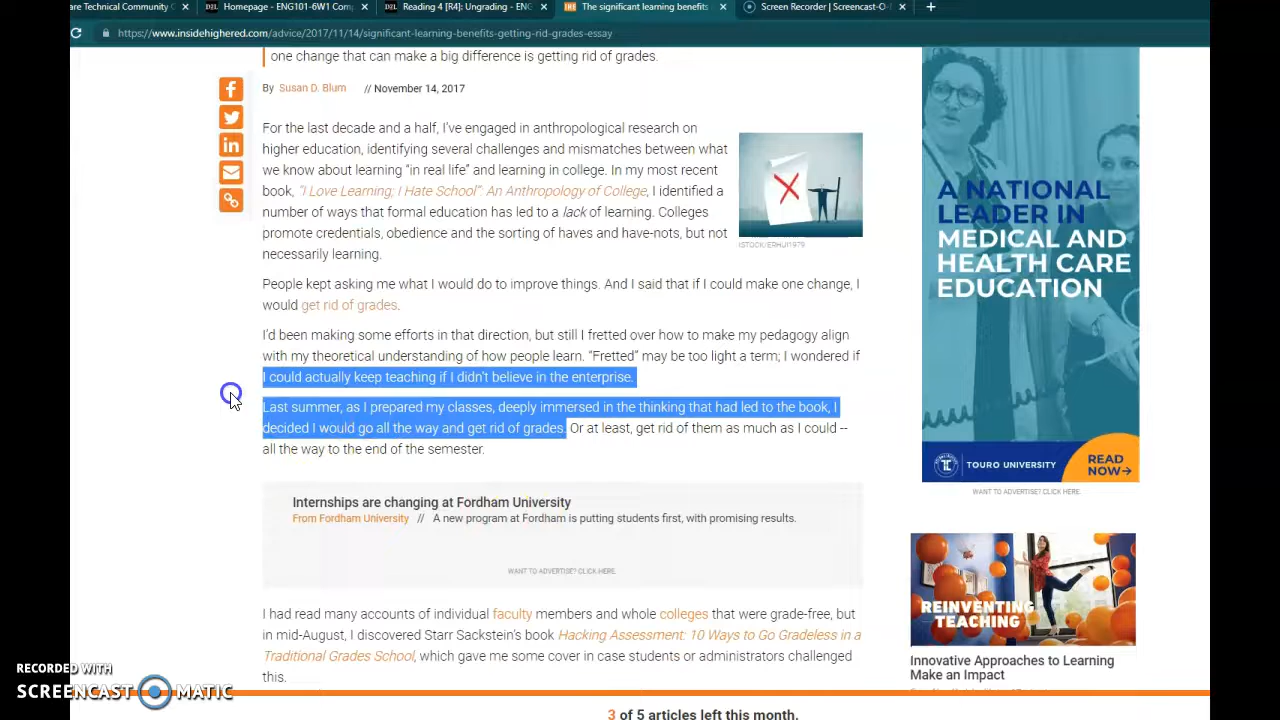 are Technical Community C
Homepage - ENG101-6W1 Com
Reading 4 [R4]: Ungrading - ENG
The significant learning benefits
Screen Recorder | Screencast-O-
https://www.insidehighered.com/advice/2017/11/14/significant-learning-benefits-getting-rid-grades-essay
one change that can make a big difference is getting rid of grades.
By Susan D. Blum // November 14, 2017
For the last decade and a half, I've engaged in anthropological research on
higher education, identifying several challenges and mismatches between what
we know about learning "in real life" and learning in college. In my most recent
book, "I Love Learning; I Hate School": An Anthropology of College, I identified a
number of ways that formal education has led to a lack of learning. Colleges
promote credentials, obedience and the sorting of haves and have-nots, but not
necessarily learning.
ISTOCK/ERHUI1979
People kept asking me what I would do to improve things. And I said that if I could make one change, I
would get rid of grades.
I'd been making some efforts in that direction, but still I fretted over how to make my pedagogy align
with my theoretical understanding of how people learn. "Fretted" may be too light a term; I wondered if
I could actually keep teaching if I didn't believe in the enterprise.
Last summer, as I prepared my classes, deeply immersed in the thinking that had led to the book, I
decided I would go all the way and get rid of grades. Or at least, get rid of them as much as I could --
all the way to the end of the semester.
Internships are changing at Fordham University
From Fordham University // A new program at Fordham is putting students first, with promising results.
WANT TO ADVERTISE? CLICK HERE.
I had read many accounts of individual faculty members and whole colleges that were grade-free, but
in mid-August, I discovered Starr Sackstein's book Hacking Assessment: 10 Ways to Go Gradeless in a
Traditional Grades School, which gave me some cover in case students or administrators challenged
this.
A NATIONAL
LEADER IN
MEDICAL AND
HEALTH CARE
EDUCATION
TOURO UNIVERSITY
READ
NOW→
WANT TO ADVERTISE? CLICK HERE.
REINVENTING
TEACHING
Innovative Approaches to Learning
Make an Impact
3 of 5 articles left this month.
RECORDED WITH
SCREENCAST MATIC